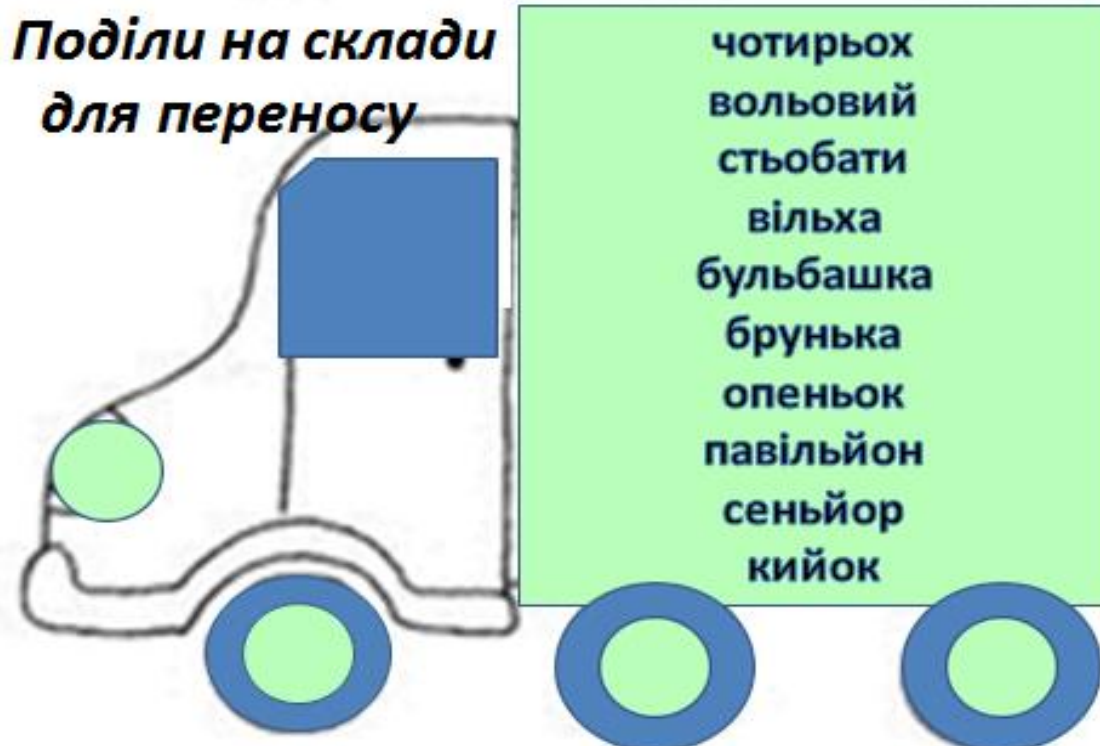 Поділи на склади
для переносу
чотирьох
вольовий
стьобати
вільха
бульбашка
брунька
опеньок
павільйон
сеньйор
кийок